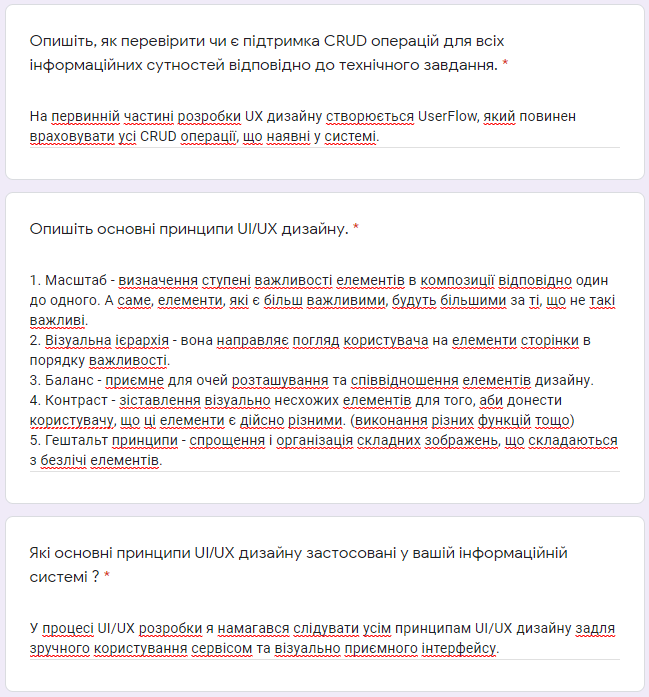 Опишіть, як перевірити чи є підтримка CRUD операцій для всіх
інформаційних сутностей відповідно до технічного завдання. *
На первинній частині розробки UX дизайну створюється UserFlow, який повинен
враховувати усі CRUD операції, що наявні у системі.
Опишіть основні принципи UI/UX дизайну. *
1. Масштаб - визначення ступені важливості елементів в композиції відповідно один
до одного. А саме, елементи, які є більш важливими, будуть більшими за ті, що не такі
важливі.
2. Візуальна ієрархія - вона направляє погляд користувача на елементи сторінки в
порядку важливості.
3. Баланс - приємне для очей розташування та співвідношення елементів дизайну.
4. Контраст - зіставлення візуально несхожих елементів для того, аби донести
користувачу, що ці елементи є дійсно різними. (виконання різних функцій тощо)
5. Гештальт принципи - спрощення і організація складних зображень, що складаються
з безлічі елементів.
Які основні принципи UI/UX дизайну застосовані у вашій інформаційній
системі ? *
У процесі UI/UX розробки я намагався слідувати усім принципам UI/UX дизайну задля
зручного користування сервісом та візуально приємного інтерфейсу.